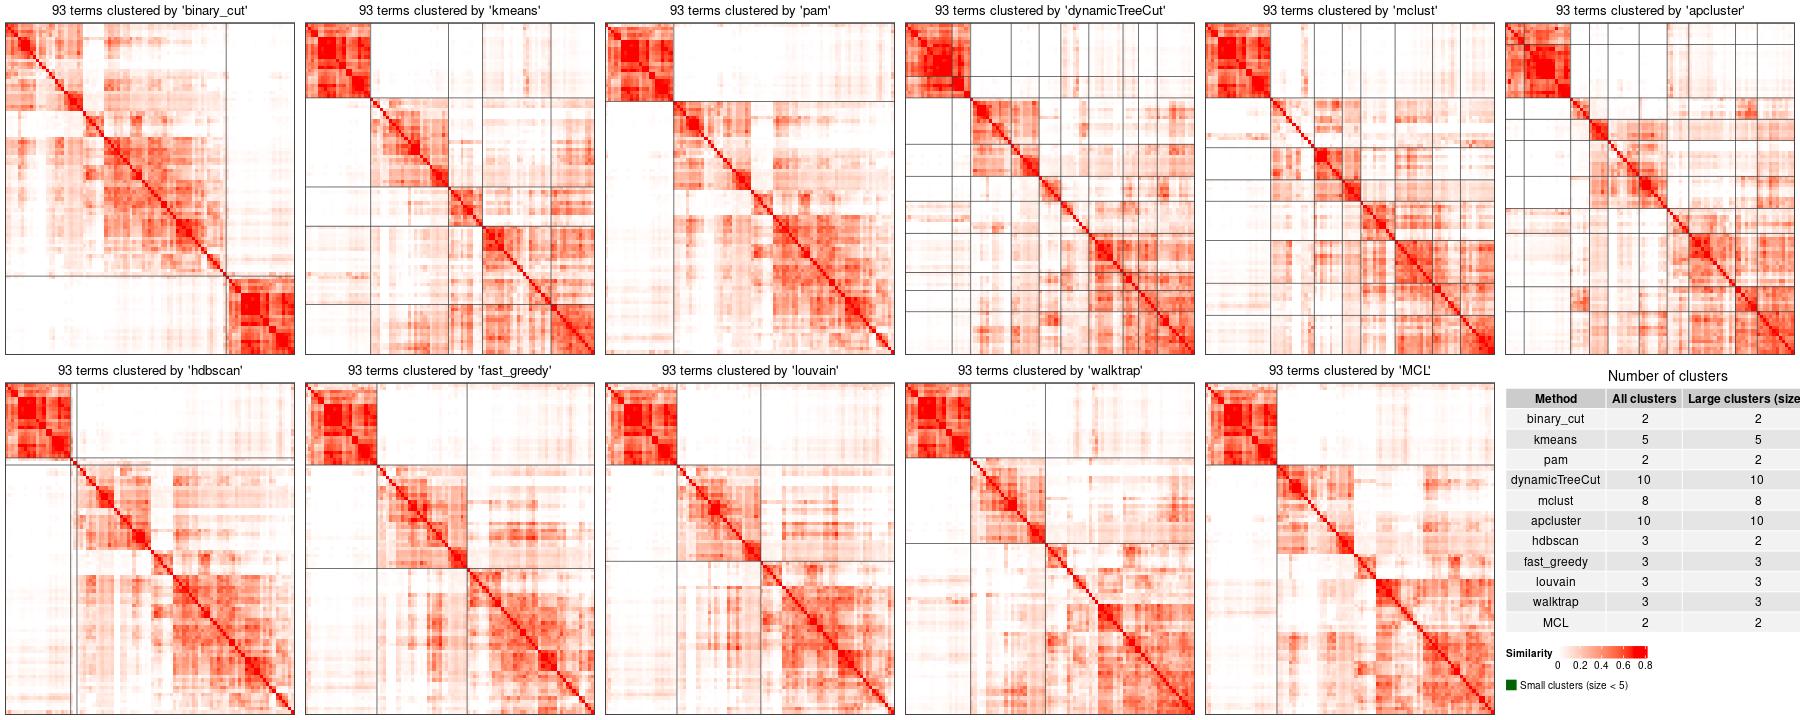 93 terms clustered by 'binary_cut'
93 terms clustered by 'kmeans'
93 terms clustered by 'pam'
93 terms clustered by 'dynamicTreeCut'
93 terms clustered by 'mclust'
93 terms clustered by 'apcluster'
93 terms clustered by 'hdbscan'
93 terms clustered by 'fast_greedy'
93 terms clustered by 'louvain'
93 terms clustered by 'walktrap'
93 terms clustered by 'MCL'
Number of clusters
Method All clusters Large clusters (size
binary_cut 2 2
kmeans 5 5
pam 2 2
dynamicTreeCut 10 10
mclust 8 8
apcluster 10 10
hdbscan 3 2
fast_greedy 3 3
louvain 3 3
walktrap 3 3
MCL 2 2
Similarity
0 0.2 0.4 0.6 0.8
Small clusters (size < 5)